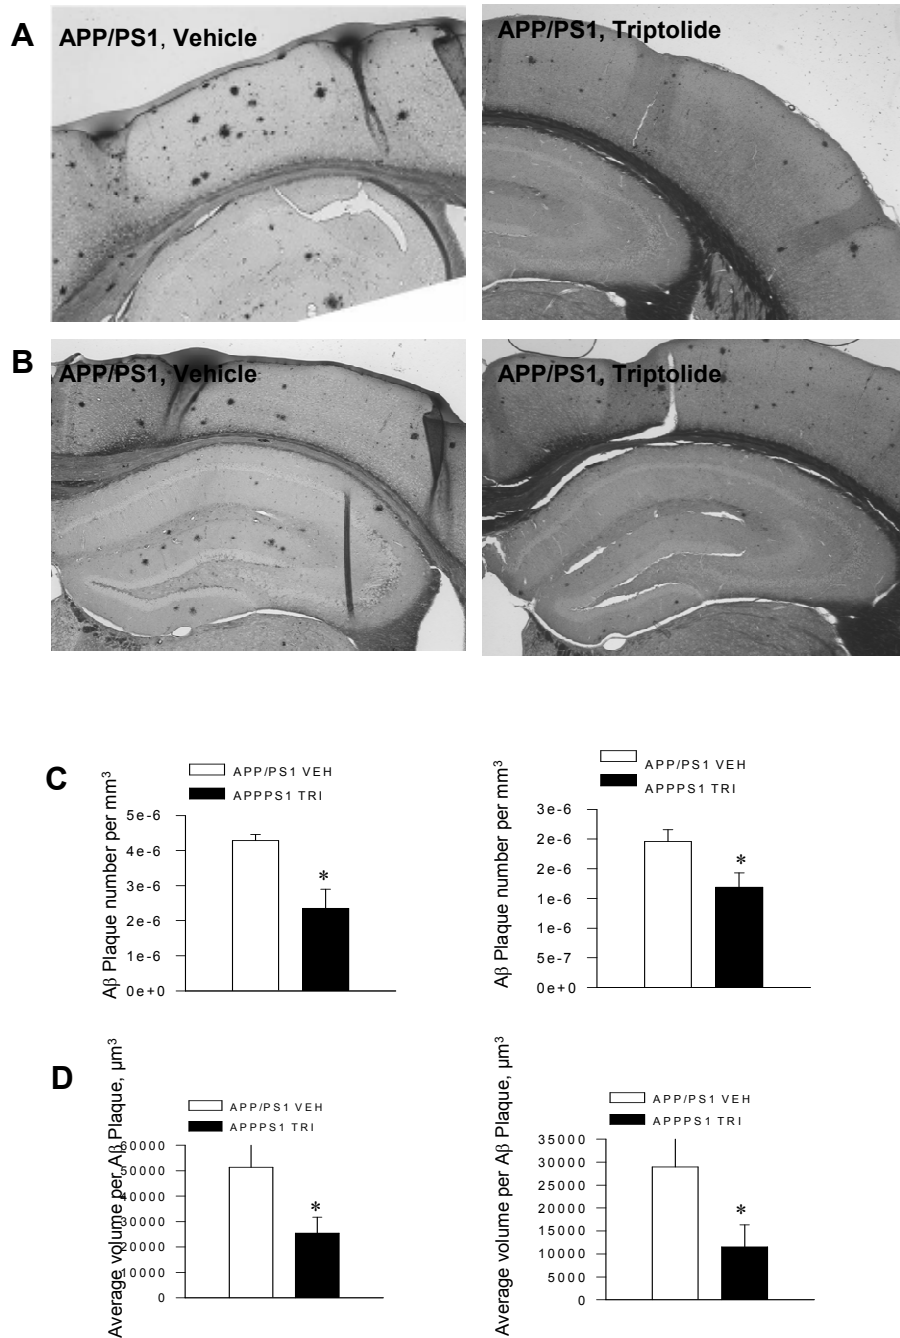 A
APP/PS1, Vehicle
APP/PS1, Triptolide
B
APP/PS1, Vehicle
APP/PS1, Triptolide
C
Aβ Plaque number per mm³
APP/PS1 VEH
APPPS1 TRI
5e-6
4e-6
3e-6
2e-6
1e-6
0e+0
*
Aβ Plaque number per mm³
APP/PS1 VEH
APPPS1 TRI
3e-6
2e-6
2e-6
1e-6
1e-6
5e-7
0e+0
*
D
Average volume per Aβ Plaque, μm³
APP/PS1 VEH
APPPS1 TRI
60000
50000
40000
30000
20000
10000
0
*
Average volume per Aβ Plaque, μm³
APP/PS1 VEH
APPPS1 TRI
35000
30000
25000
20000
15000
10000
5000
0
*